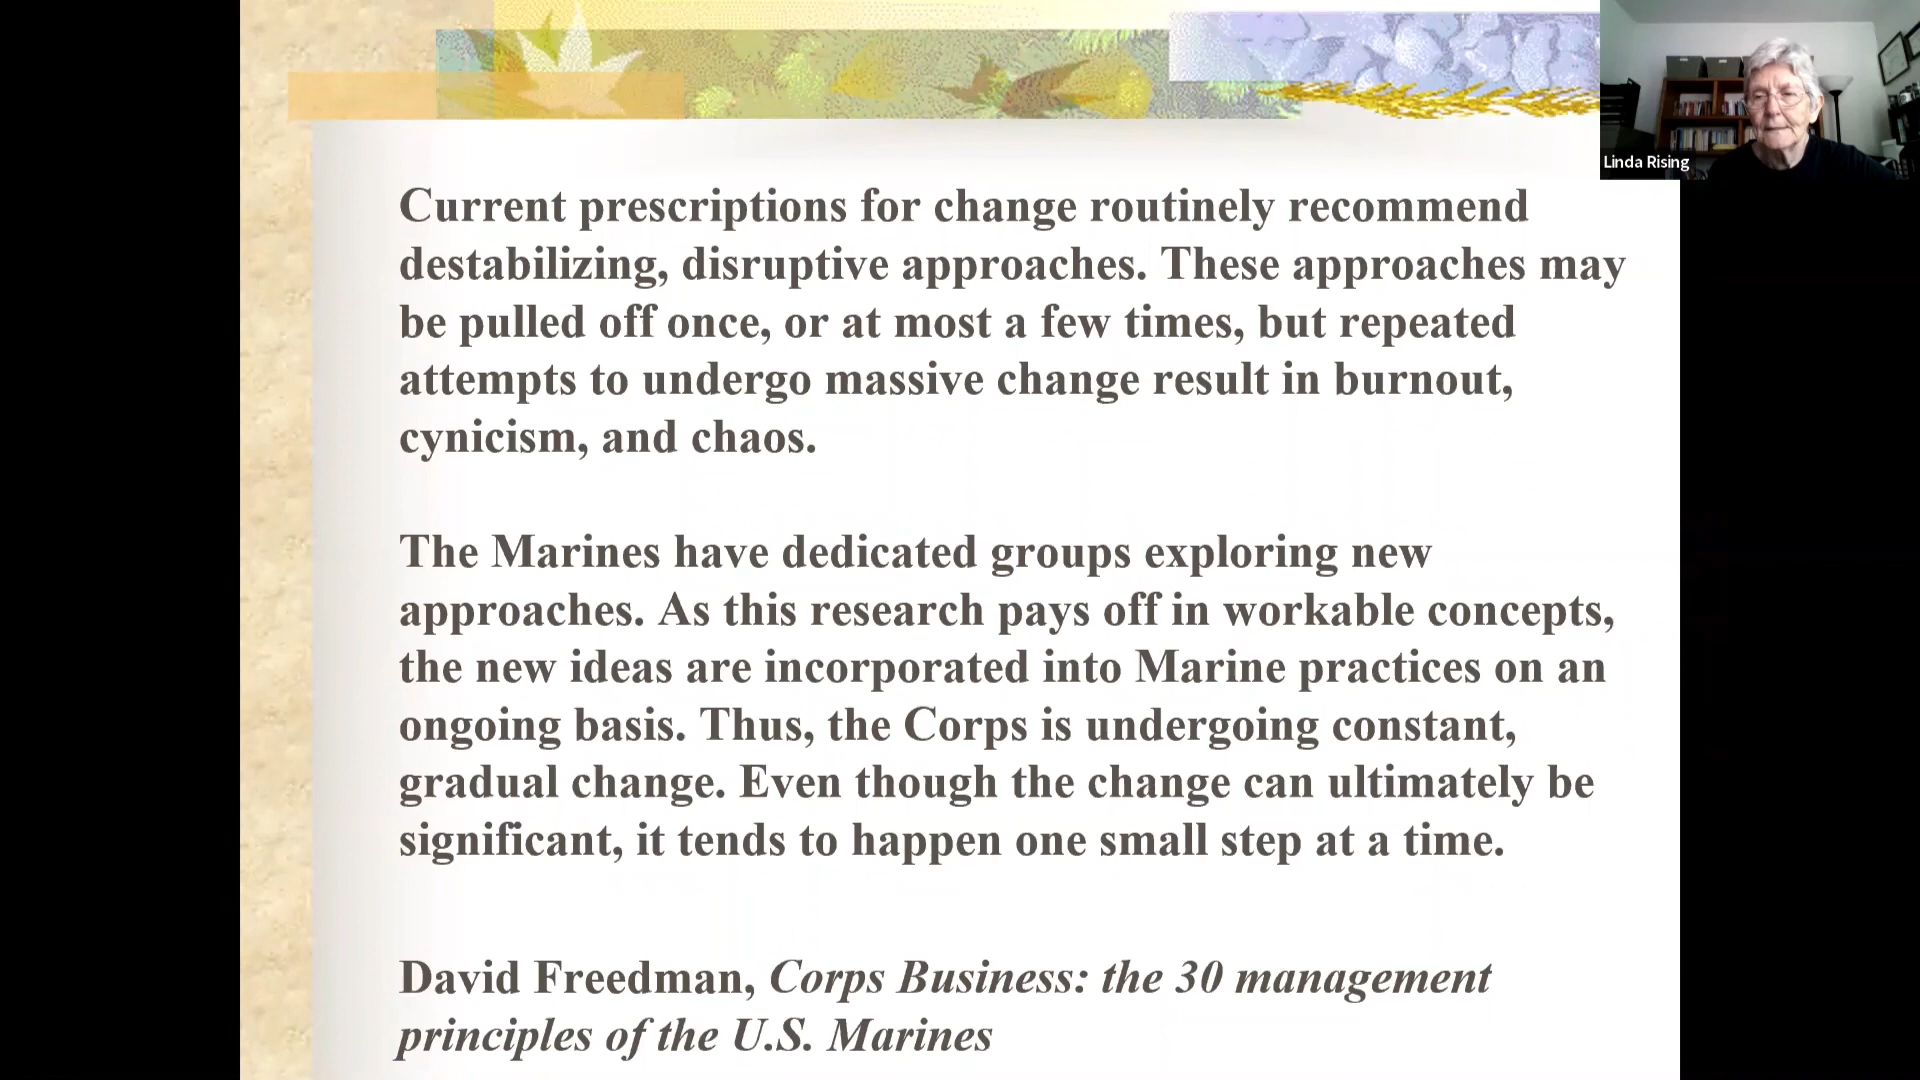 Linda Rising
Current prescriptions for change routinely recommend
destabilizing, disruptive approaches. These approaches may
be pulled off once, or at most a few times, but repeated
attempts to undergo massive change result in burnout,
cynicism, and chaos.
The Marines have dedicated groups exploring new
approaches. As this research pays off in workable concepts,
the new ideas are incorporated into Marine practices on an
ongoing basis. Thus, the Corps is undergoing constant,
gradual change. Even though the change can ultimately be
significant, it tends to happen one small step at a time.
David Freedman, Corps Business: the 30 management
principles of the U.S. Marines